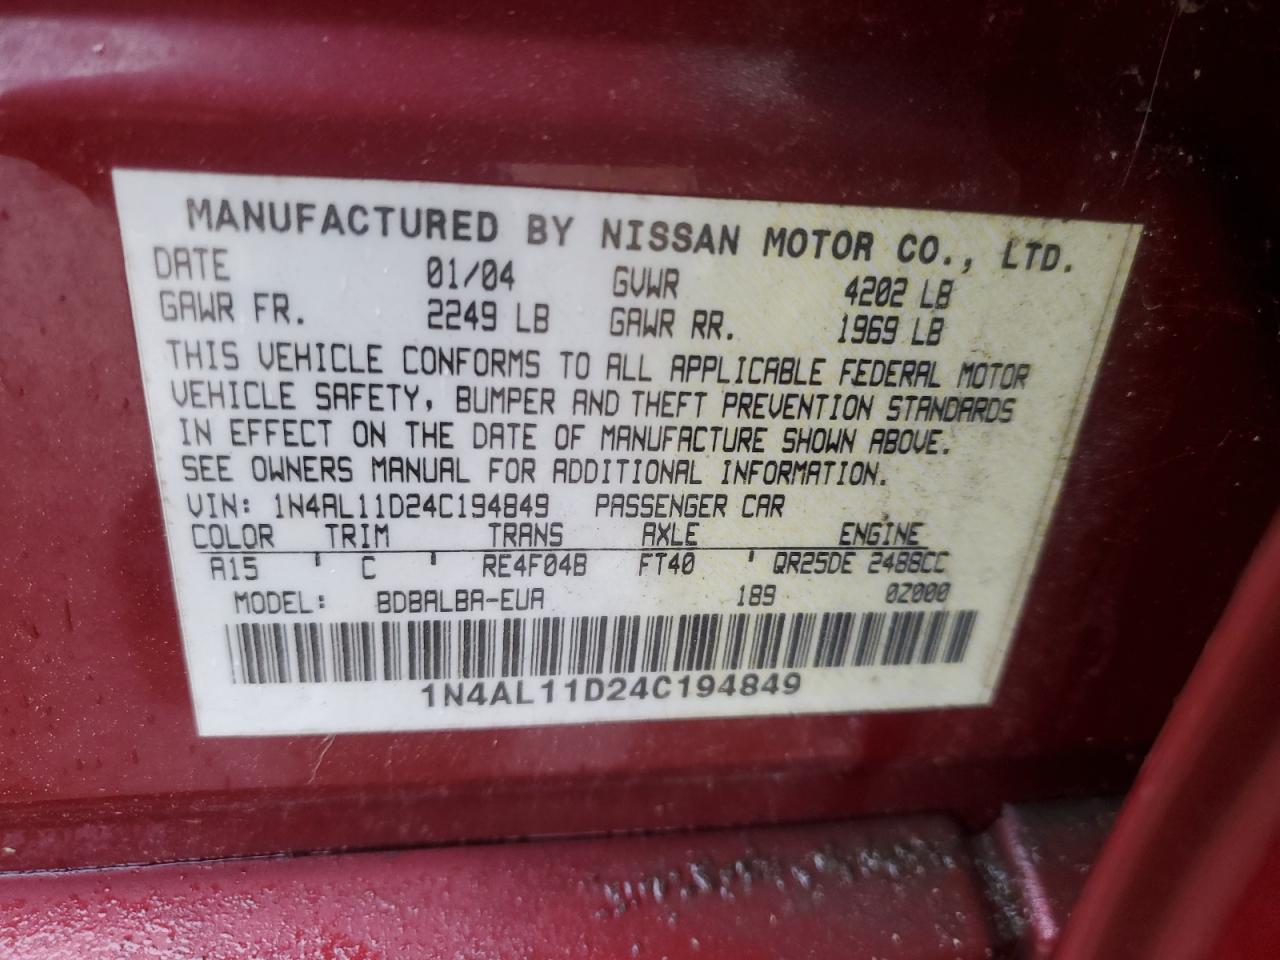 MANUFACTURED BY NISSAN MOTOR CO., LTD.
DATE 01/04 GVWR 4202 LB
GAWR FR. 2249 LB GAWR RR. 1969 LB
THIS VEHICLE CONFORMS TO ALL APPLICABLE FEDERAL MOTOR
VEHICLE SAFETY, BUMPER AND THEFT PREVENTION STANDARDS
IN EFFECT ON THE DATE OF MANUFACTURE SHOWN ABOVE.
SEE OWNERS MANUAL FOR ADDITIONAL INFORMATION.
VIN: 1N4AL11D24C194849 PASSENGER CAR
COLOR TRIM TRANS AXLE ENGINE
A15 ' C ' RE4F04B FT40 ' QR25DE 2488CC
MODEL: BDBALBA-EUA 189 0Z000
1N4AL11D24C194849